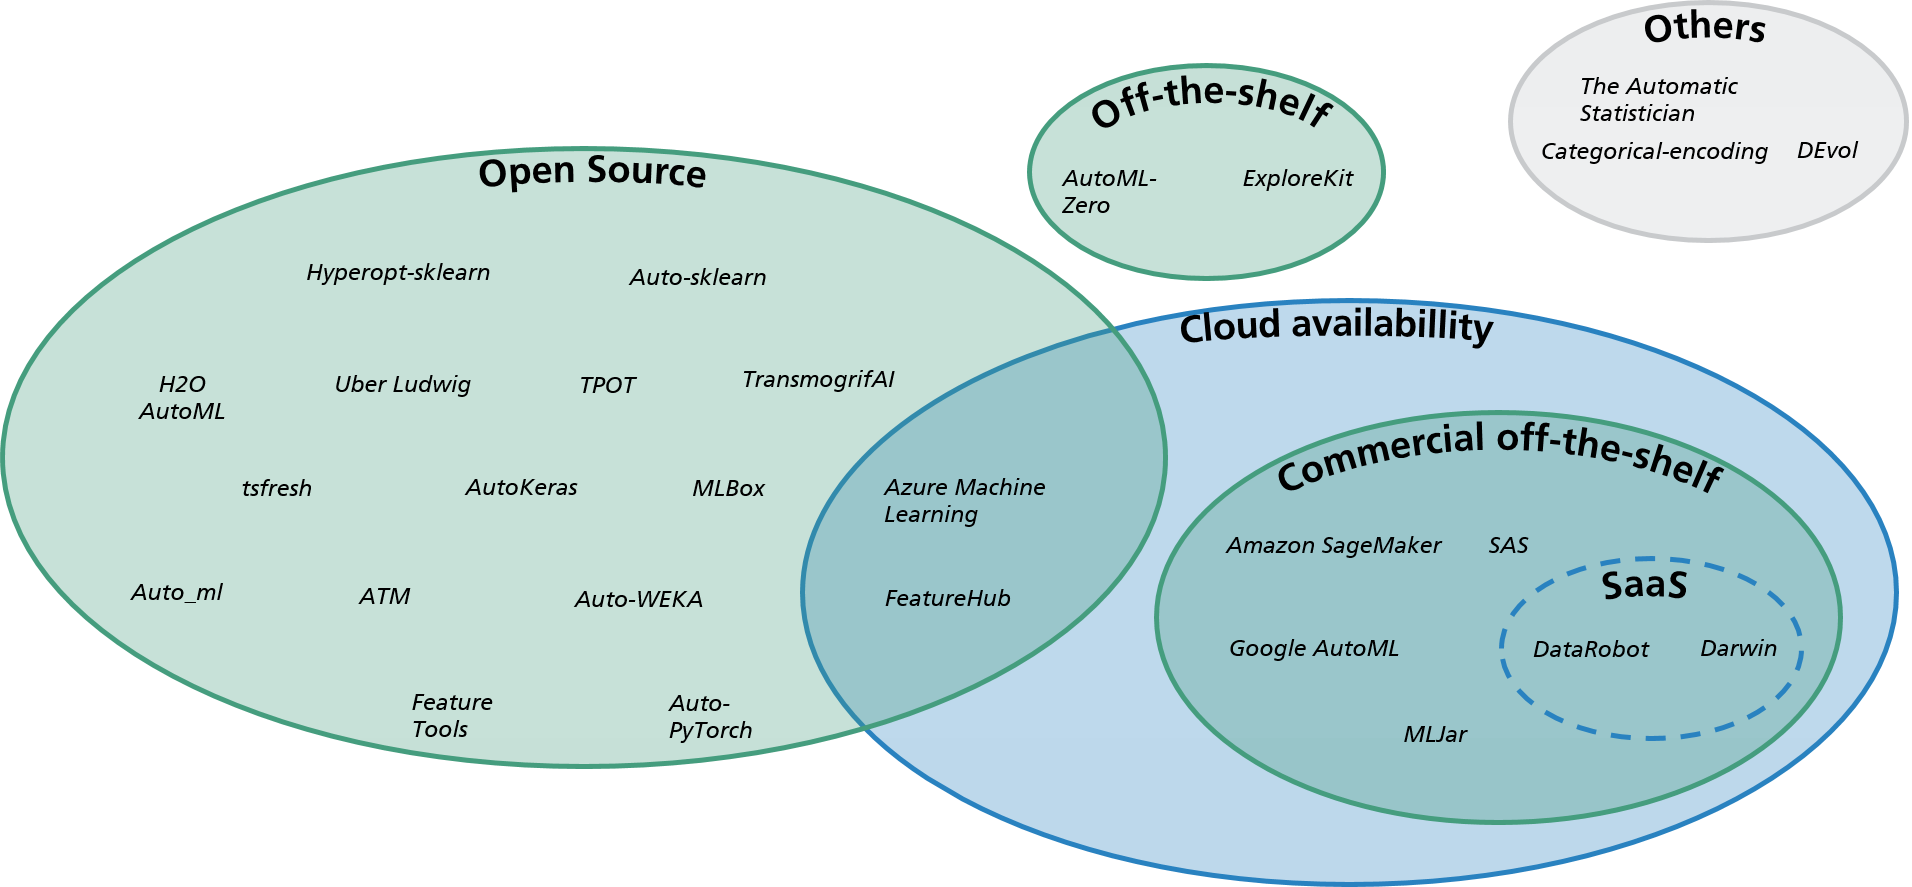 Others
The Automatic
Statistician
Categorical-encoding
DEvol
Off-the-shelf
AutoML-
Zero
ExploreKit
Open Source
Hyperopt-sklearn
Auto-sklearn
H2O
AutoML
Uber Ludwig
TPOT
TransmogrifAI
tsfresh
AutoKeras
MLBox
Auto_ml
ATM
Auto-WEKA
Feature
Tools
Auto-
PyTorch
Azure Machine
Learning
FeatureHub
Cloud availabillity
Commercial off-the-shelf
Amazon SageMaker
SAS
Google AutoML
MLJar
SaaS
DataRobot
Darwin